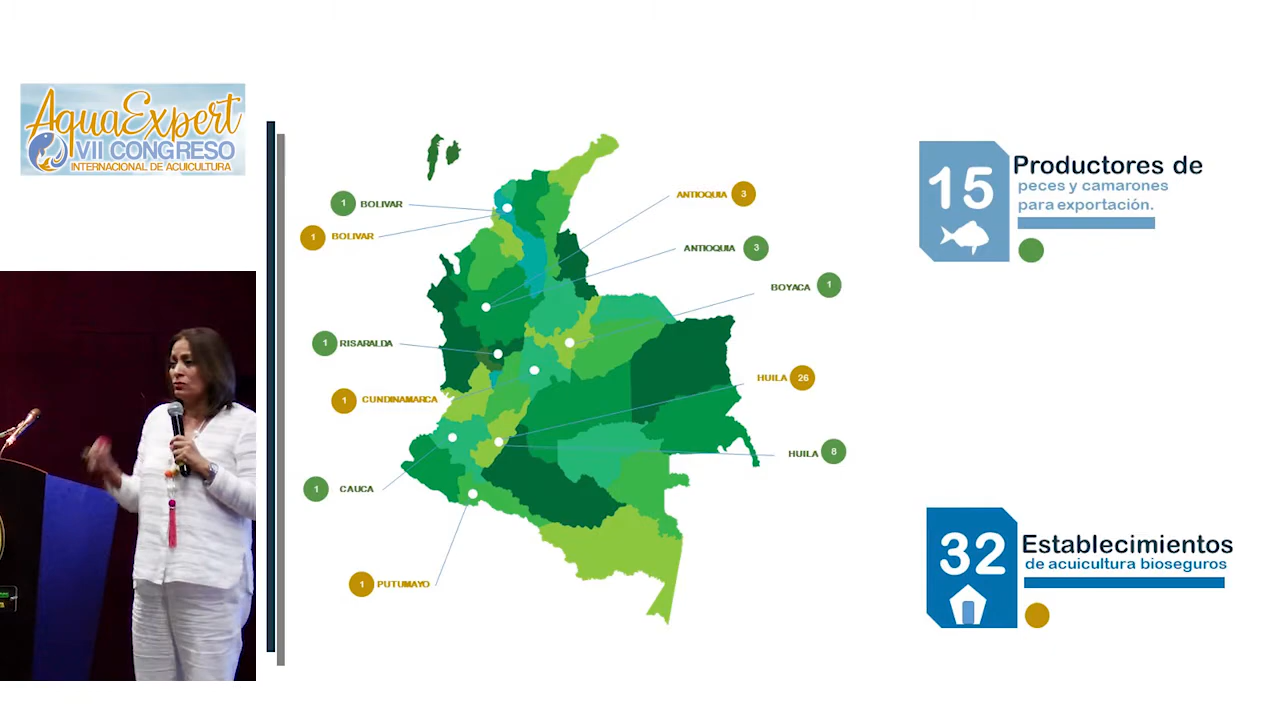 AquaExpert
VII CONGRESO
INTERNACIONAL DE ACUICULTURA
1 BOLIVAR
1 BOLIVAR
1 RISARALDA
1 CUNDINAMARCA
1 CAUCA
1 PUTUMAYO
ANTIOQUIA 3
ANTIOQUIA 3
BOYACA 1
HUILA 26
HUILA 8
15
Productores de
peces y camarones
para exportación.
32
Establecimientos
de acuicultura bioseguros